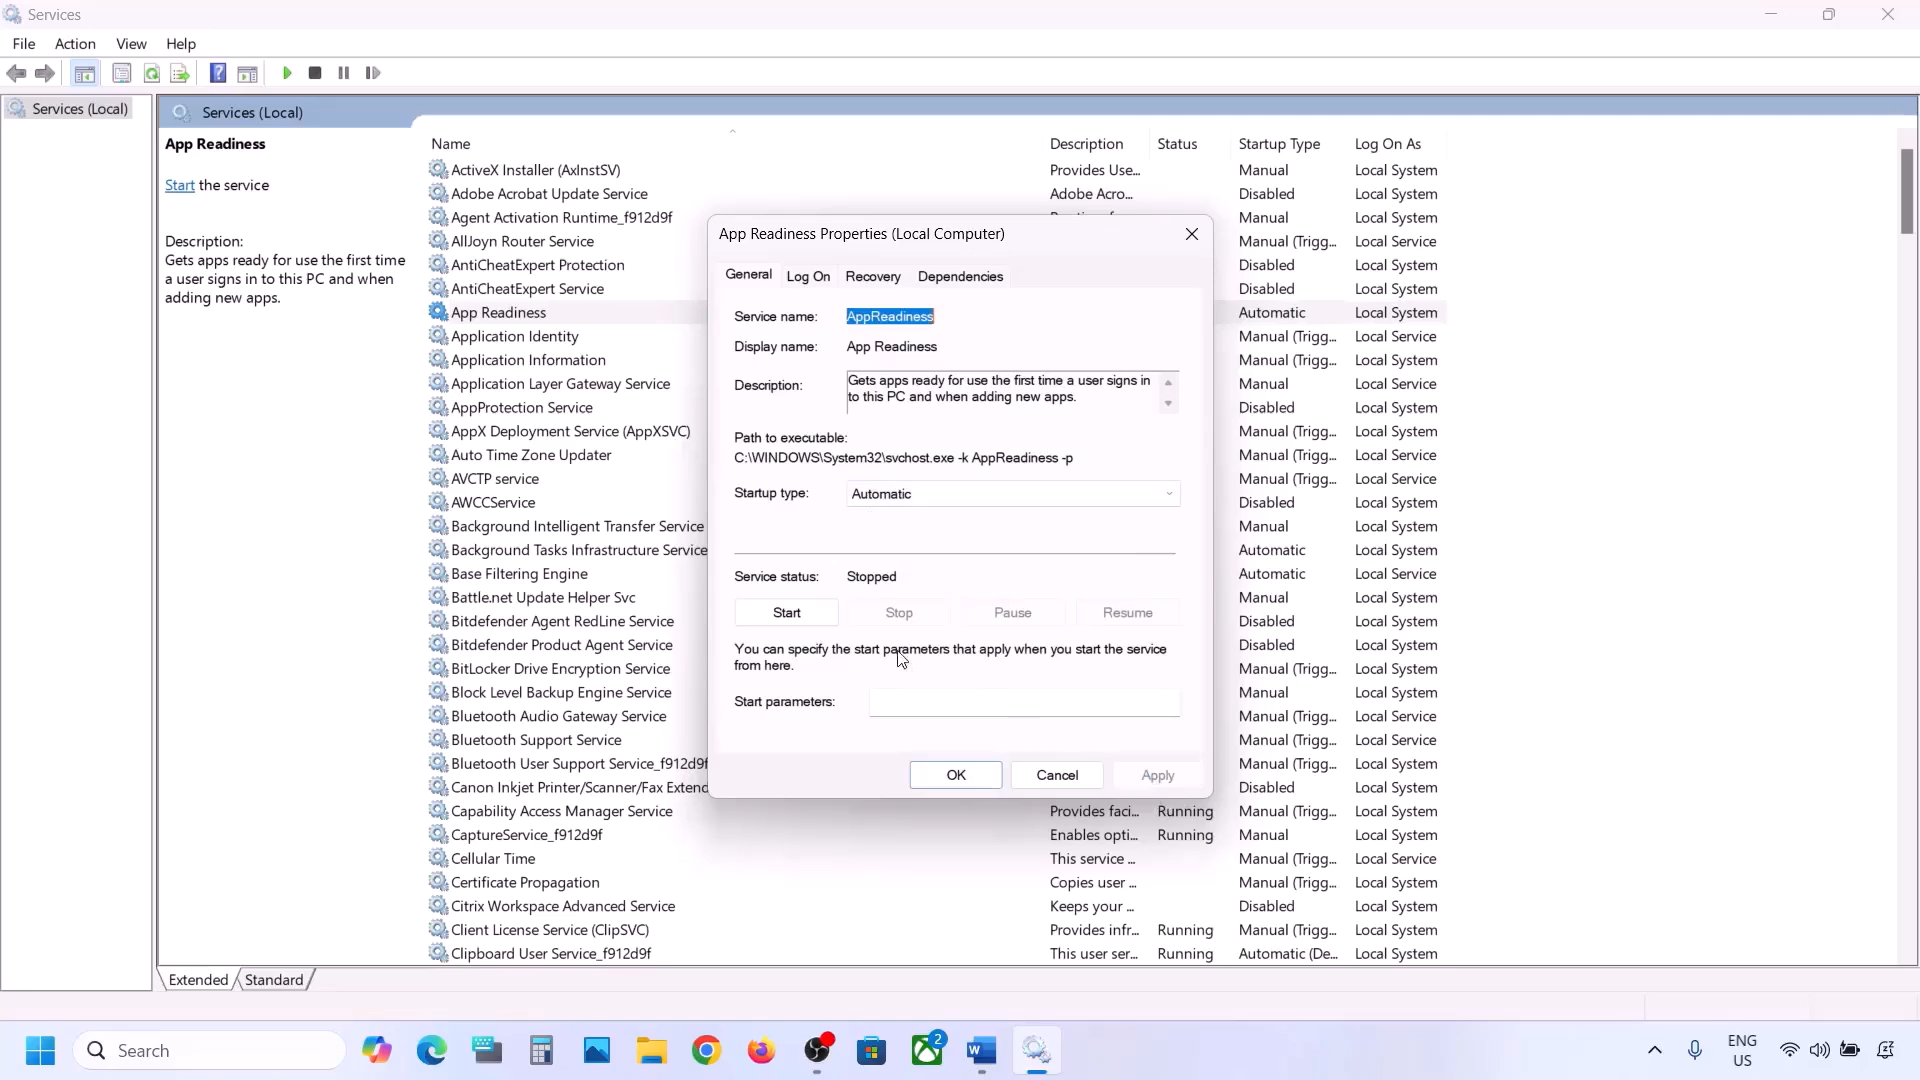 Services
File Action View Help
Services (Local)
Services (Local)
App Readiness
Start the service
Description:
Gets apps ready for use the first time
a user signs in to this PC and when
adding new apps.
Name Description Status Startup Type Log On As
ActiveX Installer (AxInstSV) Provides Use... Manual Local System
Adobe Acrobat Update Service Adobe Acro... Disabled Local System
Agent Activation Runtime_f912d9f Manual Local System
AllJoyn Router Service Manual (Trigg... Local Service
AntiCheatExpert Protection Disabled Local System
AntiCheatExpert Service Disabled Local System
App Readiness Automatic Local System
Application Identity Manual (Trigg... Local Service
Application Information Manual (Trigg... Local System
Application Layer Gateway Service Manual Local Service
AppProtection Service Disabled Local System
AppX Deployment Service (AppXSVC) Manual (Trigg... Local System
Auto Time Zone Updater Manual (Trigg... Local Service
AVCTP service Manual (Trigg... Local Service
AWCCService Disabled Local System
Background Intelligent Transfer Service Manual Local System
Background Tasks Infrastructure Service Automatic Local System
Base Filtering Engine Automatic Local Service
Battle.net Update Helper Svc Manual Local System
Bitdefender Agent RedLine Service Disabled Local System
Bitdefender Product Agent Service Disabled Local System
BitLocker Drive Encryption Service Manual (Trigg... Local System
Block Level Backup Engine Service Manual Local System
Bluetooth Audio Gateway Service Manual (Trigg... Local Service
Bluetooth Support Service Manual (Trigg... Local Service
Bluetooth User Support Service_f912d9f Manual (Trigg... Local System
Canon Inkjet Printer/Scanner/Fax Extend Disabled Local System
Capability Access Manager Service Provides faci... Running Manual (Trigg... Local System
CaptureService_f912d9f Enables opti... Running Manual Local System
Cellular Time This service ... Manual (Trigg... Local Service
Certificate Propagation Copies user ... Manual (Trigg... Local System
Citrix Workspace Advanced Service Keeps your ... Disabled Local System
Client License Service (ClipSVC) Provides infr... Running Manual (Trigg... Local System
Clipboard User Service_f912d9f This user ser... Running Automatic (De... Local System
App Readiness Properties (Local Computer)
General Log On Recovery Dependencies
Service name: AppReadiness
Display name: App Readiness
Description: Gets apps ready for use the first time a user signs in
to this PC and when adding new apps.
Path to executable:
C:\WINDOWS\System32\svchost.exe -k AppReadiness -p
Startup type: Automatic
Service status: Stopped
Start Stop Pause Resume
You can specify the start parameters that apply when you start the service
from here.
Start parameters:
OK Cancel Apply
Extended Standard
Search
2
ENG
US